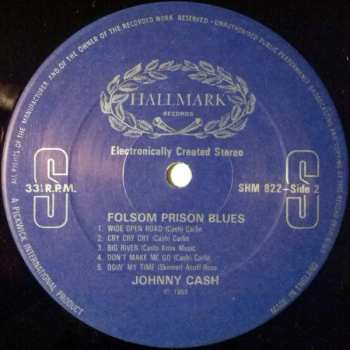 ALL RIGHTS OF THE MANUFACTURER AND OF THE OWNER OF THE RECORDED WORK RESERVED - UNAUTHORISED PUBLIC PERFORMANCE
HALLMARK
RECORDS
Electronically Created Stereo
S
S
33⅓ R.P.M.
SHM 822-Side 2
FOLSOM PRISON BLUES
1. WIDE OPEN ROAD (Cash) Carlin
2. CRY CRY CRY (Cash) Carlin
3. BIG RIVER (Cash) Knox Music
4. DON'T MAKE ME GO (Cash) Carlin
5. DOIN' MY TIME (Skinner) Acuff Rose
JOHNNY CASH
A PICKWICK INTERNATIONAL PRODUCT
MADE IN ENGLAND